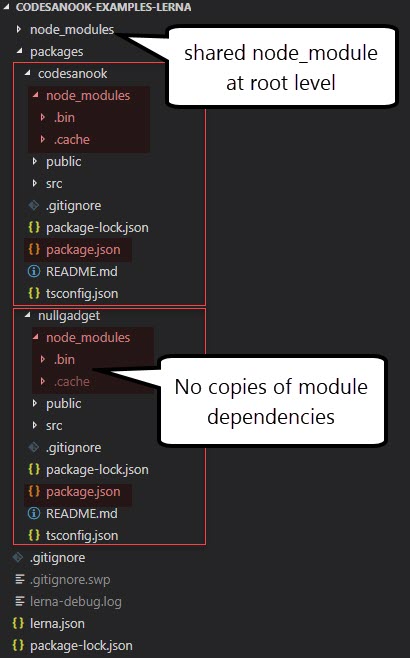 CODESANOOK-EXAMPLES-LERNA
node_modules
shared node_module
at root level
packages
codesanook
node_modules
.bin
.cache
public
src
.gitignore
package-lock.json
package.json
README.md
tsconfig.json
nullgadget
node_modules
.bin
.cache
No copies of module
dependencies
public
src
.gitignore
package-lock.json
package.json
README.md
tsconfig.json
.gitignore
.gitignore.swp
lerna-debug.log
lerna.json
package-lock.json